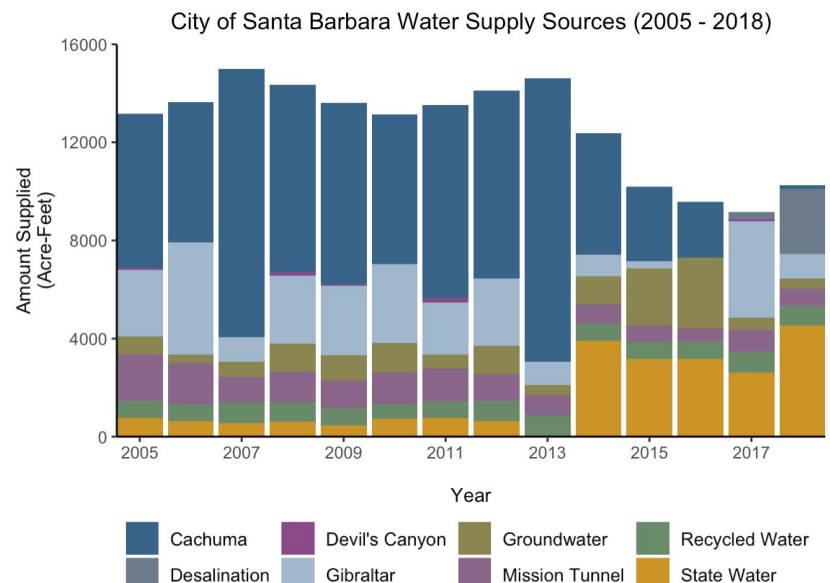 City of Santa Barbara Water Supply Sources (2005 - 2018)
16000
12000
8000
4000
0
Amount Supplied
(Acre-Feet)
2005 2007 2009 2011 2013 2015 2017
Year
Cachuma Devil's Canyon Groundwater Recycled Water
Desalination Gibraltar Mission Tunnel State Water